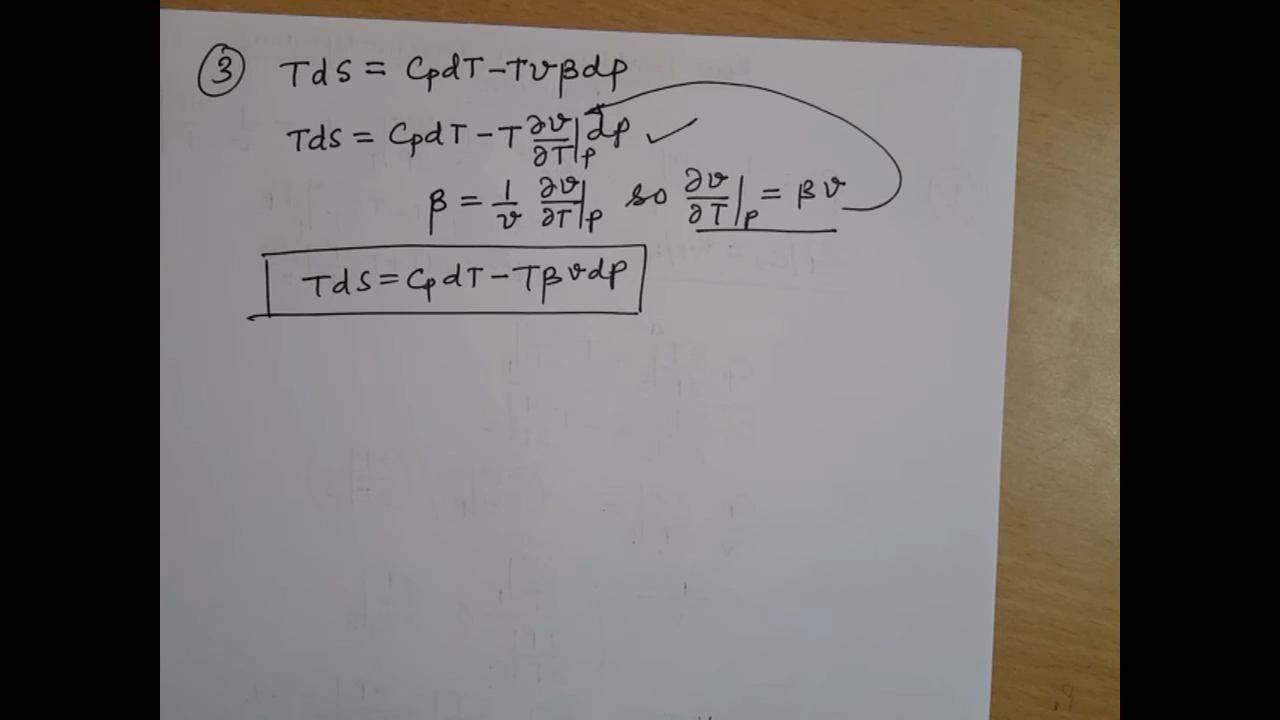 ③ TdS = CpdT - Tvβdp
TdS = CpdT - T ∂v/∂T|p dp ✓
β = 1/v ∂v/∂T|p so ∂v/∂T|p = βv
TdS = CpdT - Tβvdp